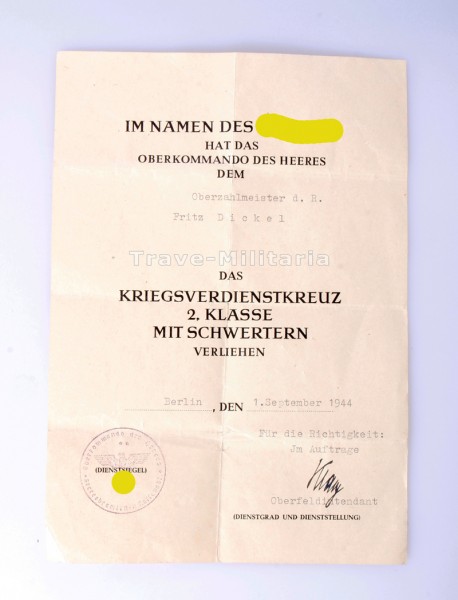 IM NAMEN DES
HAT DAS
OBERKOMMANDO DES HEERES
DEM
Oberzahlmeister d. R.
Fritz Dickel
Trave-Militaria
DAS
KRIEGSVERDIENSTKREUZ
2. KLASSE
MIT SCHWERTERN
VERLIEHEN
Berlin, DEN 1.September 1944
Für die Richtigkeit:
Jm Auftrage
(DIENSTSIEGEL)
Oberfeldintendant
(DIENSTGRAD UND DIENSTSTELLUNG)